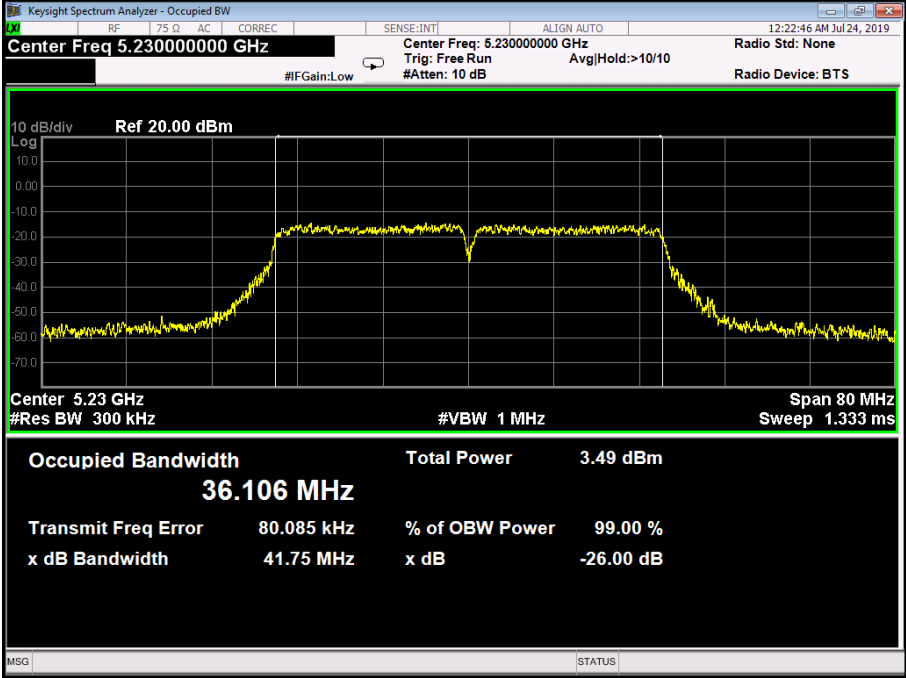 Keysight Spectrum Analyzer - Occupied BW
LXI RF 75 Ω AC CORREC SENSE:INT ALIGN AUTO 12:22:46 AM Jul 24, 2019
Center Freq 5.230000000 GHz Center Freq: 5.230000000 GHz Radio Std: None
Trig: Free Run Avg|Hold:>10/10
#IFGain:Low #Atten: 10 dB Radio Device: BTS
10 dB/div Ref 20.00 dBm
Log
10.0
0.00
-10.0
-20.0
-30.0
-40.0
-50.0
-60.0
-70.0
Center 5.23 GHz Span 80 MHz
#Res BW 300 kHz #VBW 1 MHz Sweep 1.333 ms
Occupied Bandwidth Total Power 3.49 dBm
36.106 MHz
Transmit Freq Error 80.085 kHz % of OBW Power 99.00 %
x dB Bandwidth 41.75 MHz x dB -26.00 dB
MSG STATUS